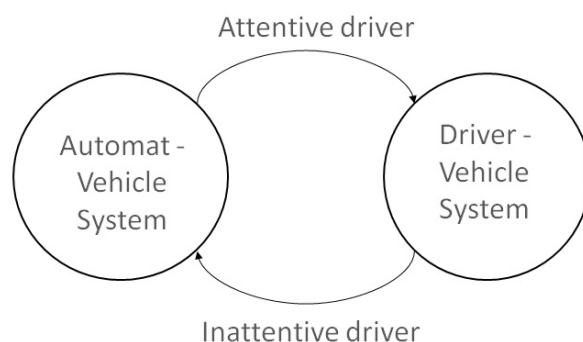 Attentive driver
Automat -
Vehicle
System
Driver -
Vehicle
System
Inattentive driver